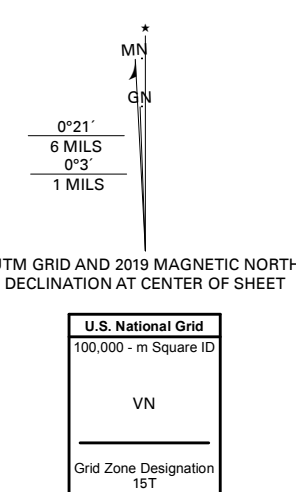 MN
GN
0°21´
6 MILS
0°3´
1 MILS
UTM GRID AND 2019 MAGNETIC NORTH
DECLINATION AT CENTER OF SHEET
U.S. National Grid
100,000 - m Square ID
VN
Grid Zone Designation
15T